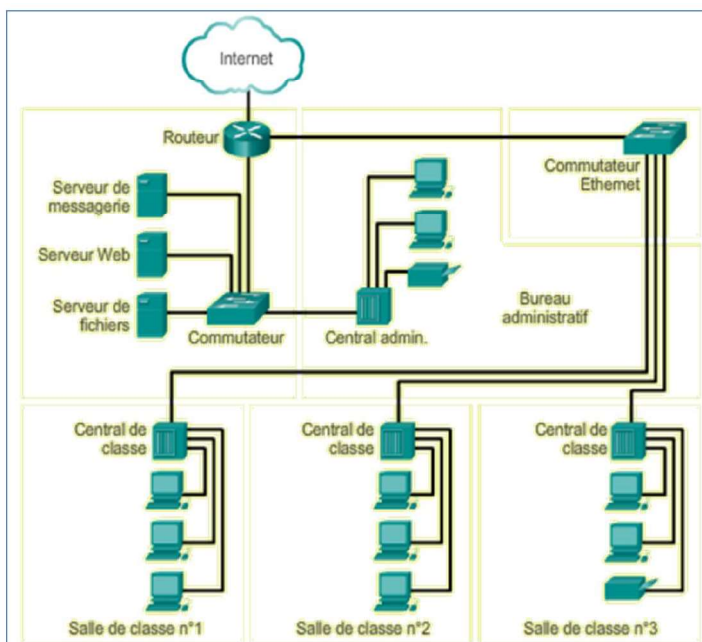 Internet
Routeur
Commutateur
Ethernet
Serveur de
messagerie
Serveur Web
Serveur de
fichiers
Commutateur
Central admin.
Bureau
administratif
Central de
classe
Central de
classe
Central de
classe
Salle de classe n°1
Salle de classe n°2
Salle de classe n°3